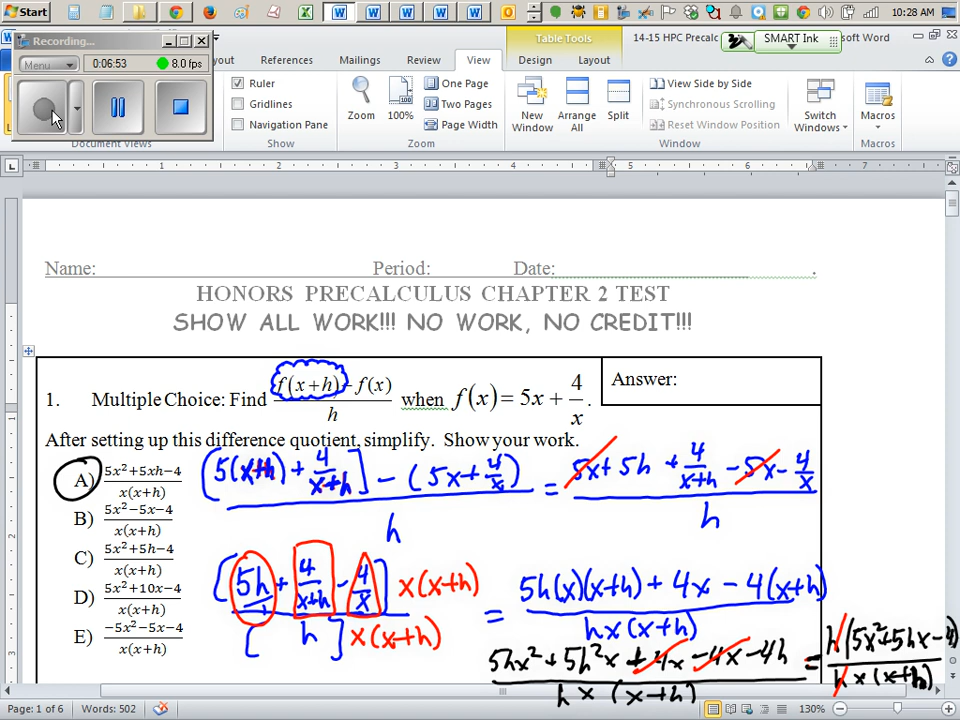 Start
10:28 AM
Recording...
Menu
0:06:53
8.0 fps
Table Tools
14-15 HPC Precalc
SMART Ink
soft Word
References
Mailings
Review
View
Design
Layout
Ruler
Gridlines
Navigation Pane
Zoom
100%
One Page
Two Pages
Page Width
New Window
Arrange All
Split
View Side by Side
Synchronous Scrolling
Reset Window Position
Switch Windows
Macros
Document Views
Show
Zoom
Window
Macros
Name: Period: Date: .
HONORS PRECALCULUS CHAPTER 2 TEST
SHOW ALL WORK!!! NO WORK, NO CREDIT!!!
1. Multiple Choice: Find (f(x+h) − f(x))/h when f(x) = 5x + 4/x.
Answer:
After setting up this difference quotient, simplify. Show your work.
A) (5x²+5xh−4)/(x(x+h))
B) (5x²−5x−4)/(x(x+h))
C) (5x²+5h−4)/(x(x+h))
D) (5x²+10x−4)/(x(x+h))
E) (−5x²−5x−4)/(x(x+h))
([5(x+h) + 4/(x+h)] − (5x + 4/x))/h = (5x + 5h + 4/(x+h) − 5x − 4/x)/h
[5h/1 + 4/(x+h) − 4/x] x(x+h) / [h] x(x+h) = (5h(x)(x+h) + 4x − 4(x+h))/(hx(x+h))
(5hx² + 5h²x + 4x − 4x − 4h)/(hx(x+h)) = h(5x²+5hx−4)/(hx(x+h))
Page: 1 of 6
Words: 502
130%